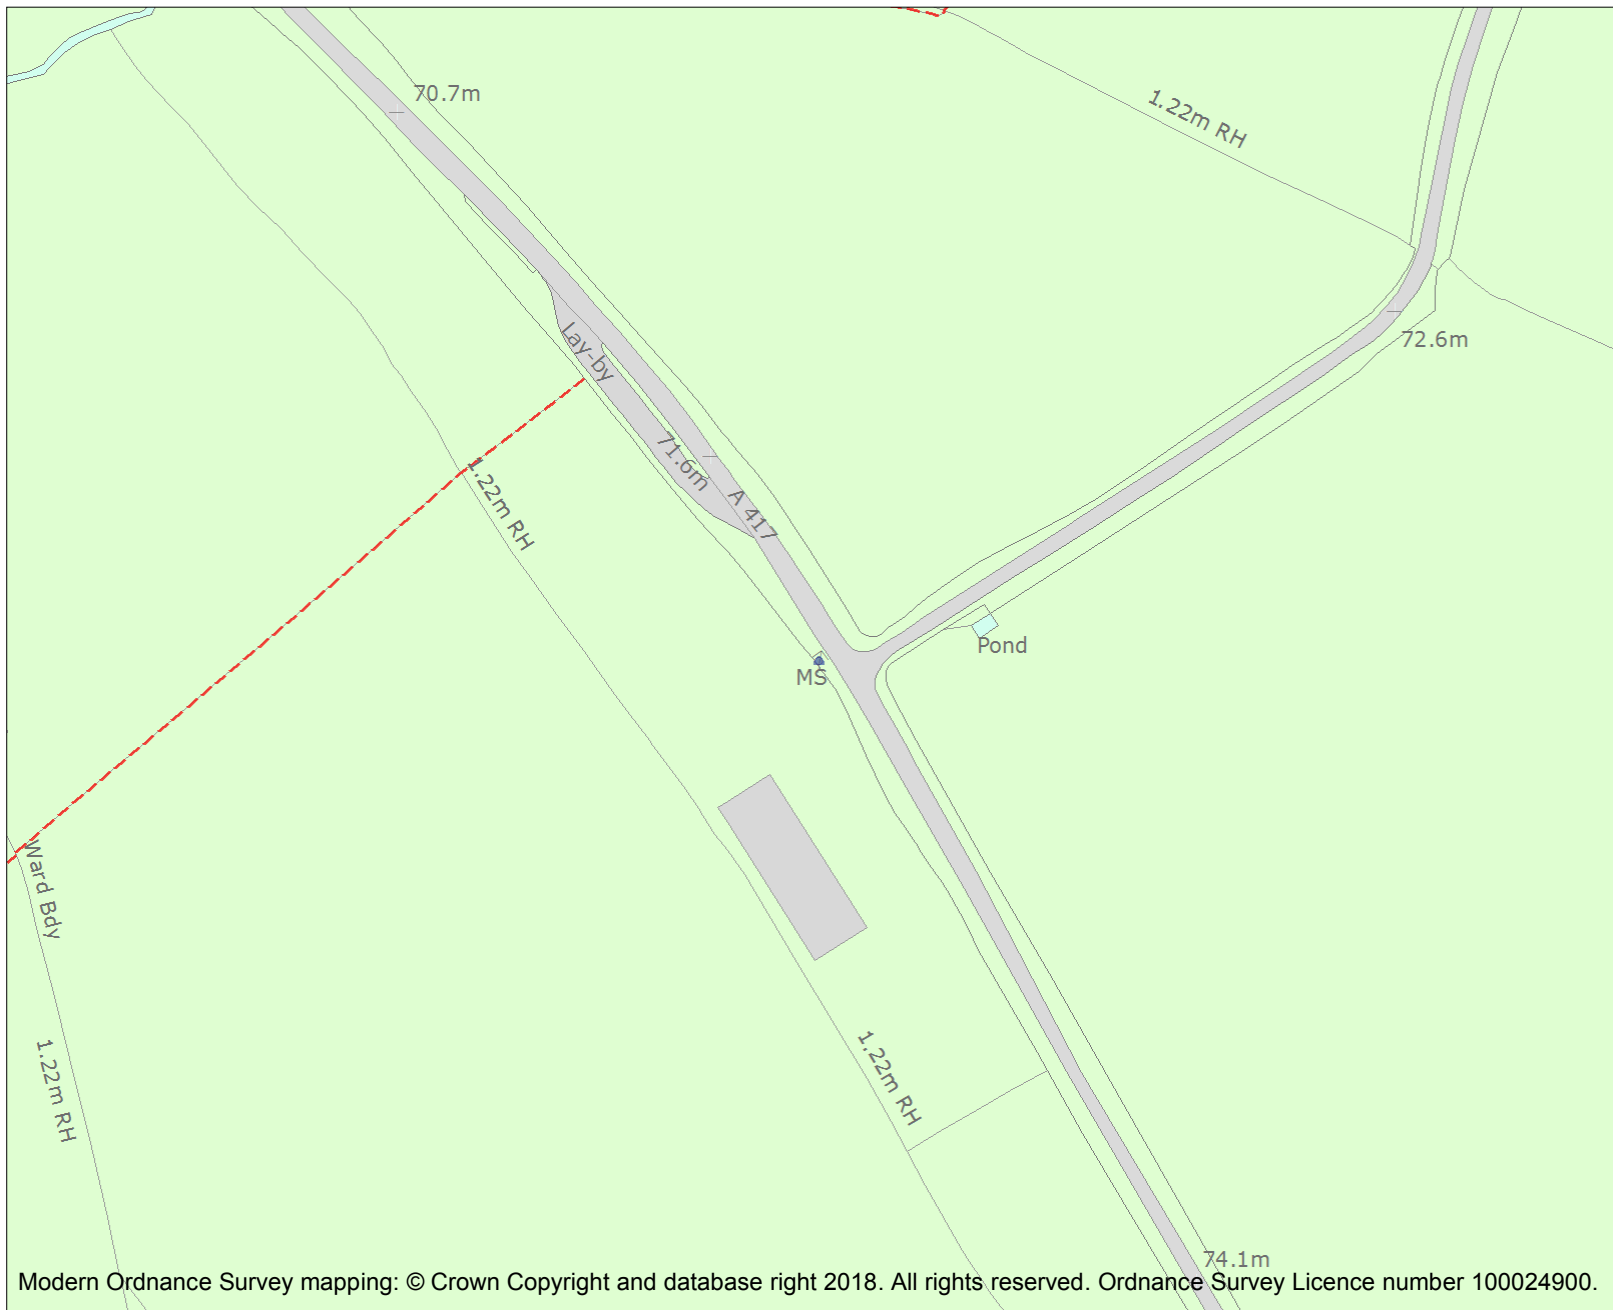 70.7m
1.22m RH
72.6m
Lay-by
71.6m
A 417
1.22m RH
Pond
MS
Ward Bdy
1.22m RH
1.22m RH
74.1m
Modern Ordnance Survey mapping: © Crown Copyright and database right 2018. All rights reserved. Ordnance Survey Licence number 100024900.